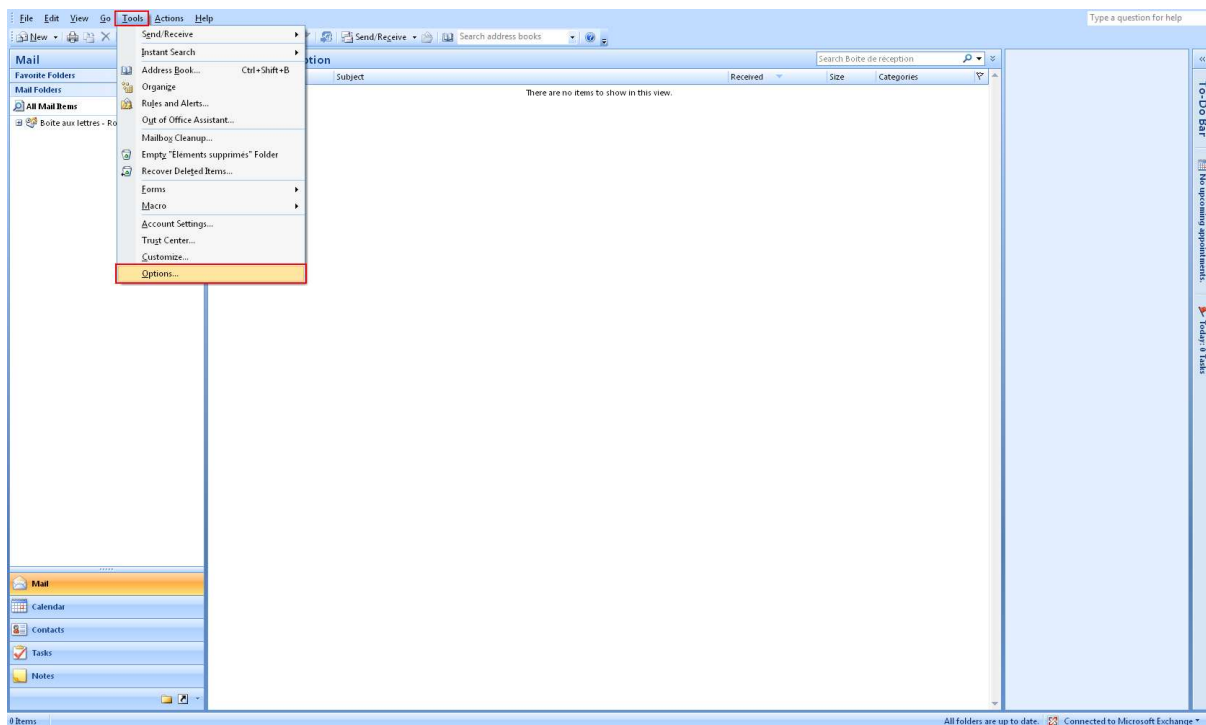 File Edit View Go Tools Actions Help
Type a question for help
New
Send/Receive
Search address books
Send/Receive
Instant Search
Address Book... Ctrl+Shift+B
Organize
Rules and Alerts...
Out of Office Assistant...
Mailbox Cleanup...
Empty "Eléments supprimés" Folder
Recover Deleted Items...
Forms
Macro
Account Settings...
Trust Center...
Customize...
Options...
Mail
Favorite Folders
Mail Folders
All Mail Items
Boîte aux lettres - Ro
ption
Search Boîte de réception
Subject Received Size Categories
There are no items to show in this view.
To-Do Bar
No upcoming appointments.
Today: 0 Tasks
Mail
Calendar
Contacts
Tasks
Notes
0 Items
All folders are up to date. Connected to Microsoft Exchange